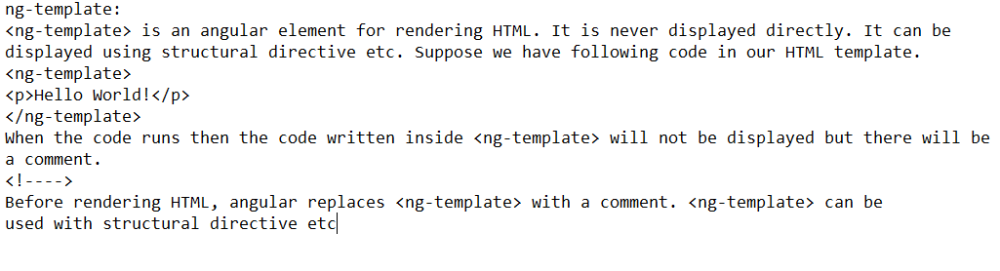 ng-template:
<ng-template> is an angular element for rendering HTML. It is never displayed directly. It can be
displayed using structural directive etc. Suppose we have following code in our HTML template.
<ng-template>
<p>Hello World!</p>
</ng-template>
When the code runs then the code written inside <ng-template> will not be displayed but there will be
a comment.
<!---->
Before rendering HTML, angular replaces <ng-template> with a comment. <ng-template> can be
used with structural directive etc